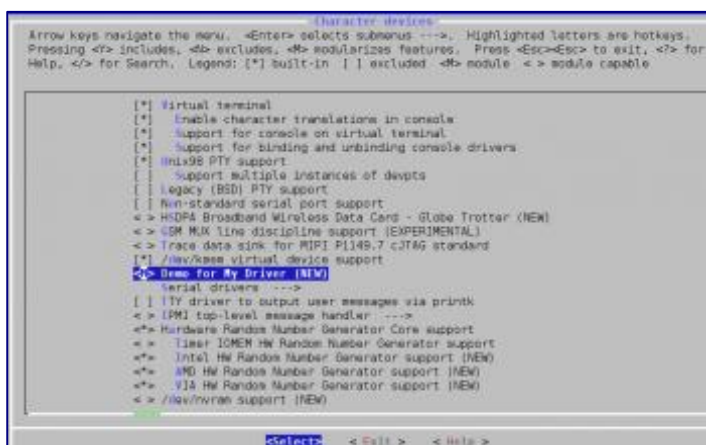 Character devices
Arrow keys navigate the menu. <Enter> selects submenus --->. Highlighted letters are hotkeys.
Pressing <Y> includes, <N> excludes, <M> modularizes features. Press <Esc><Esc> to exit, <?> for
Help, </> for Search. Legend: [*] built-in [ ] excluded <M> module < > module capable
[*] Virtual terminal
[*] Enable character translations in console
[*] Support for console on virtual terminal
[*] Support for binding and unbinding console drivers
[*] Unix98 PTY support
[ ] Support multiple instances of devpts
[ ] Legacy (BSD) PTY support
[ ] Non-standard serial port support
< > HSDPA Broadband Wireless Data Card - Globe Trotter (NEW)
< > GSM MUX line discipline support (EXPERIMENTAL)
< > Trace data sink for MIPI P1149.7 cJTAG standard
[*] /dev/kmem virtual device support
Demo for My Driver (NEW)
Serial drivers --->
[ ] TTY driver to output user messages via printk
< > IPMI top-level message handler --->
<*> Hardware Random Number Generator Core support
< > Timer IOMEM HW Random Number Generator support
<*> Intel HW Random Number Generator support (NEW)
<*> AMD HW Random Number Generator support (NEW)
<*> VIA HW Random Number Generator support (NEW)
< > /dev/nvram support (NEW)
<Select> < Exit > < Help >